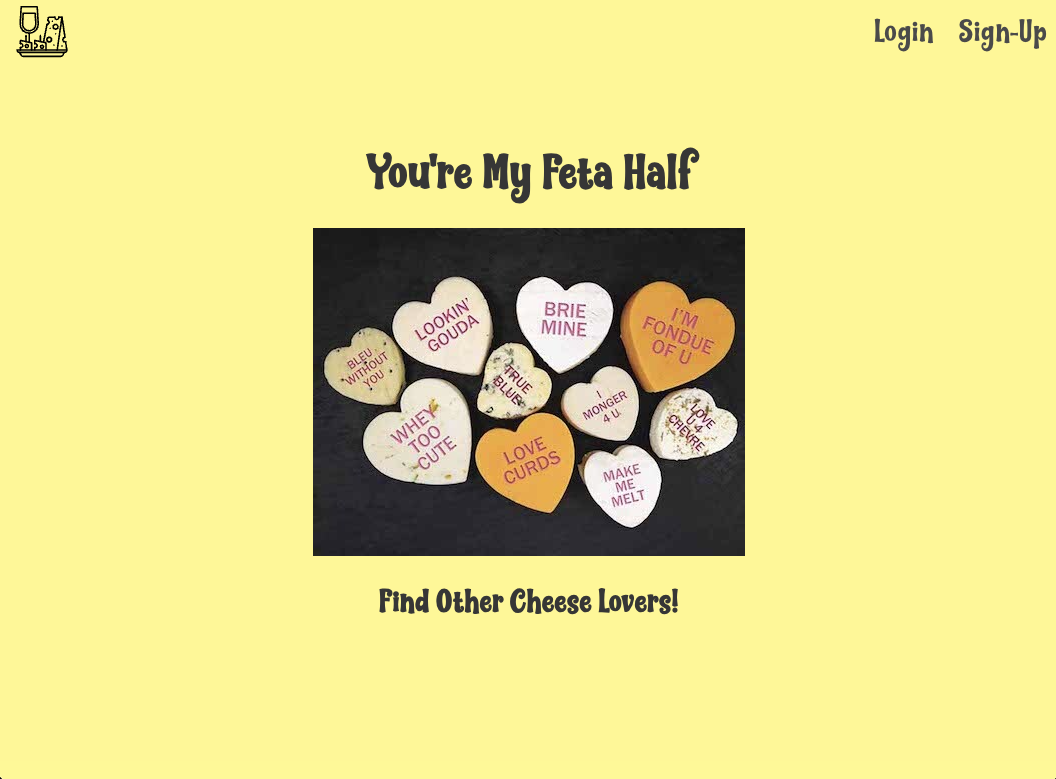 Login Sign-Up
You're My Feta Half
LOOKIN'
GOUDA
BRIE
MINE
I'M
FONDUE
OF U
BLEU
WITHOUT
YOU
TRUE
BLUE
I
MONGER
4 U
LOVE
U 4
CHEVRE
WHEY
TOO
CUTE
LOVE
CURDS
MAKE
ME
MELT
Find Other Cheese Lovers!